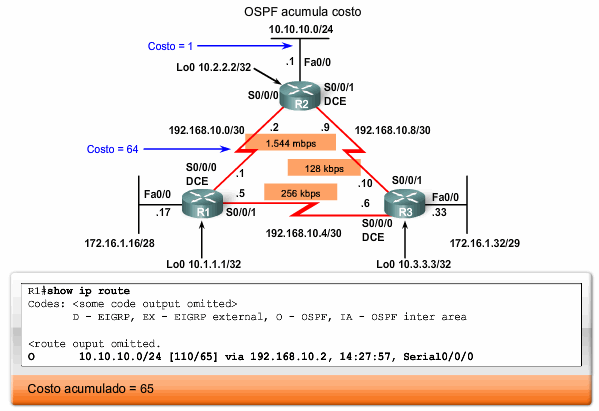 OSPF acumula costo
10.10.10.0/24
Costo = 1
.1 Fa0/0
Lo0 10.2.2.2/32
S0/0/0
S0/0/1
DCE
R2
192.168.10.0/30
.2
.9
192.168.10.8/30
Costo = 64
1.544 mbps
128 kbps
S0/0/0
DCE
.1
.10
S0/0/1
Fa0/0
.17
R1
.5
256 kbps
.6
R3
Fa0/0
.33
S0/0/1
S0/0/0
DCE
192.168.10.4/30
172.16.1.16/28
172.16.1.32/29
Lo0 10.1.1.1/32
Lo0 10.3.3.3/32
R1#show ip route
Codes: <some code output omitted>
D - EIGRP, EX - EIGRP external, O - OSPF, IA - OSPF inter area
<route ouput omitted.
O 10.10.10.0/24 [110/65] via 192.168.10.2, 14:27:57, Serial0/0/0
Costo acumulado = 65